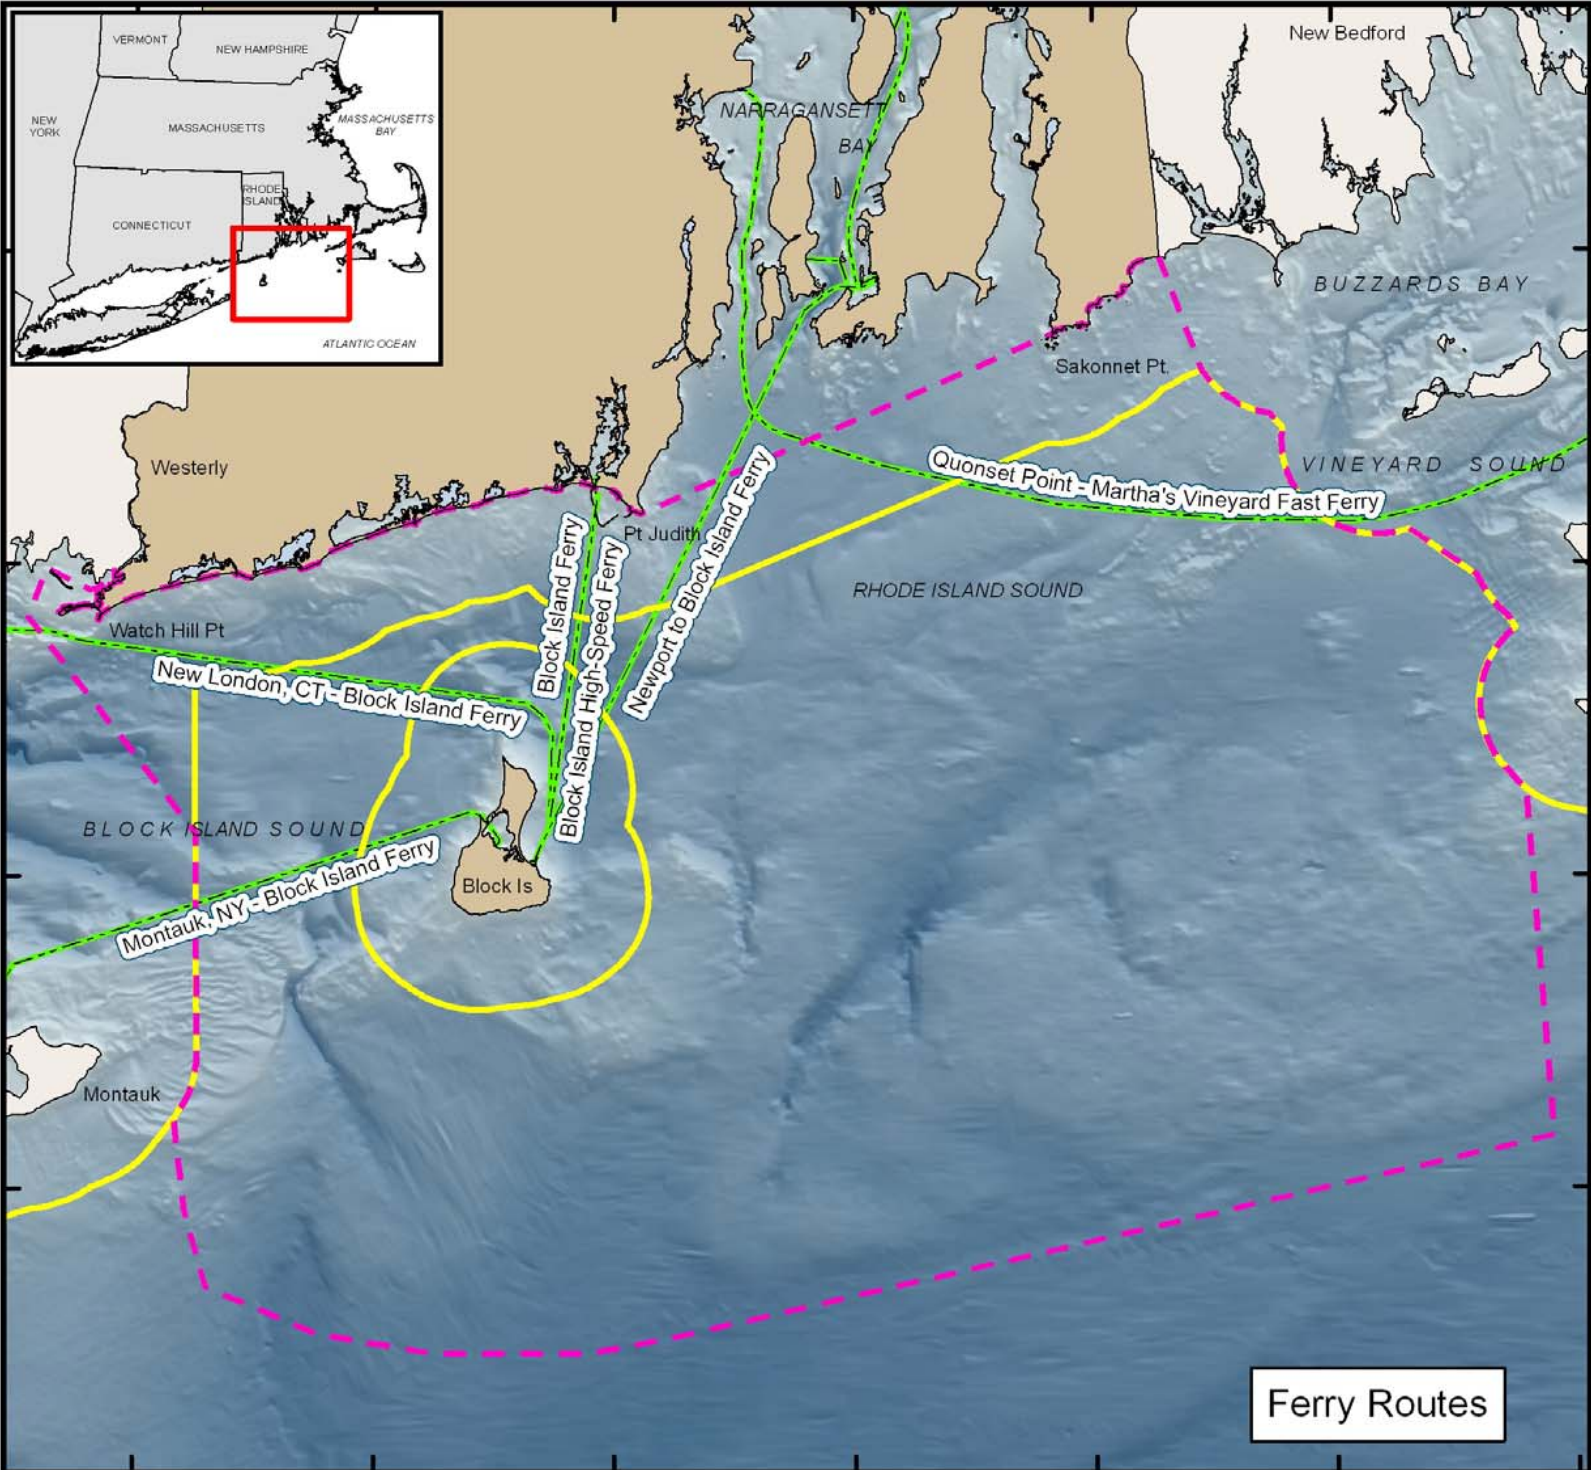 VERMONT
NEW HAMPSHIRE
NEW
YORK
MASSACHUSETTS
MASSACHUSETTS
BAY
RHODE
ISLAND
CONNECTICUT
ATLANTIC OCEAN
New Bedford
NARRAGANSETT
BAY
BUZZARDS BAY
Sakonnet Pt.
Westerly
VINEYARD SOUND
Quonset Point - Martha's Vineyard Fast Ferry
Pt Judith
RHODE ISLAND SOUND
Watch Hill Pt
Block Island Ferry
Block Island High-Speed Ferry
Newport to Block Island Ferry
New London, CT - Block Island Ferry
BLOCK ISLAND SOUND
Montauk, NY - Block Island Ferry
Block Is
Montauk
Ferry Routes